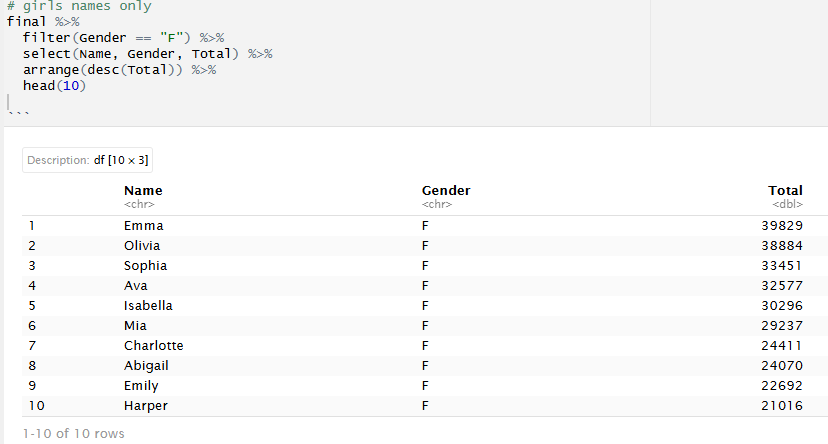 # girls names only
final %>%
filter(Gender == "F") %>%
select(Name, Gender, Total) %>%
arrange(desc(Total)) %>%
head(10)
```
Description: df [10 × 3]
Name Gender Total
<chr> <chr> <dbl>
1 Emma F 39829
2 Olivia F 38884
3 Sophia F 33451
4 Ava F 32577
5 Isabella F 30296
6 Mia F 29237
7 Charlotte F 24411
8 Abigail F 24070
9 Emily F 22692
10 Harper F 21016
1-10 of 10 rows